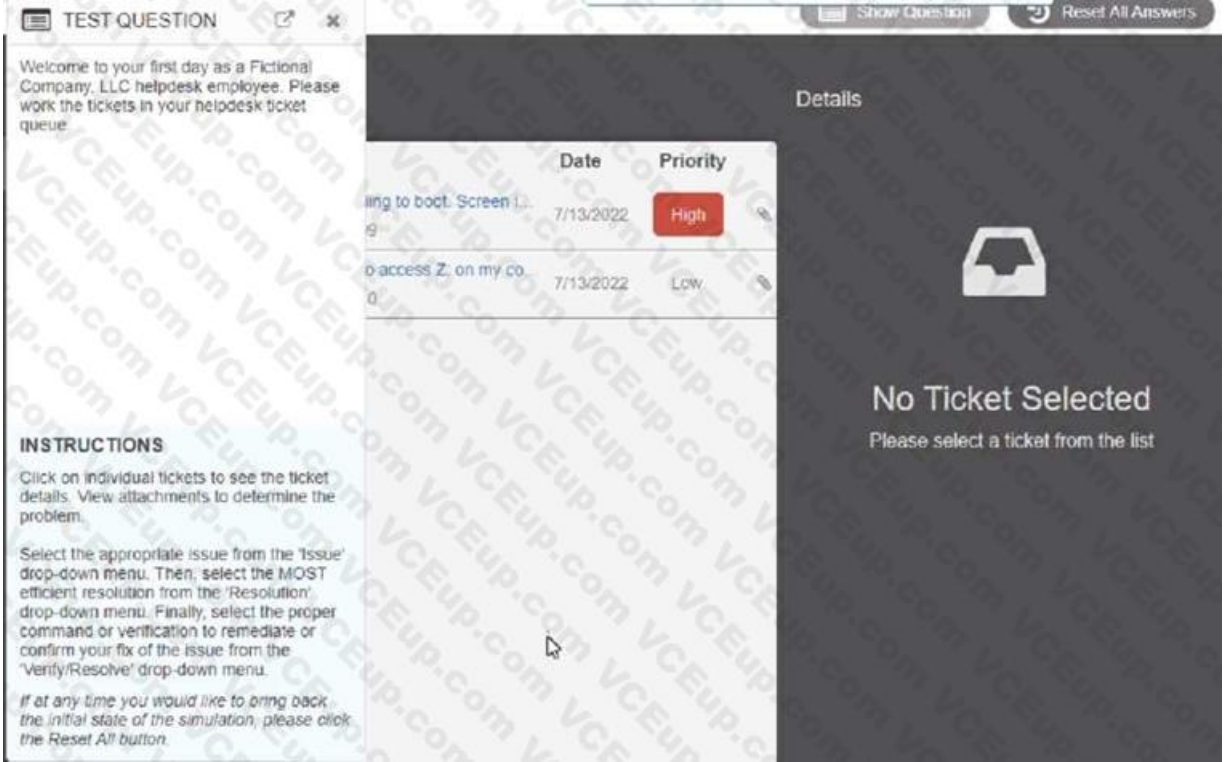 TEST QUESTION
Show Question
Reset All Answers
Welcome to your first day as a Fictional
Company, LLC helpdesk employee. Please
work the tickets in your helpdesk ticket
queue
Details
Date Priority
ling to boot. Screen i...
7/13/2022 High
9
o access Z: on my co...
7/13/2022 Low
0
No Ticket Selected
Please select a ticket from the list
INSTRUCTIONS
Click on individual tickets to see the ticket
details. View attachments to determine the
problem.
Select the appropriate issue from the 'Issue'
drop-down menu. Then, select the MOST
efficient resolution from the 'Resolution'
drop-down menu. Finally, select the proper
command or verification to remediate or
confirm your fix of the issue from the
'Verify/Resolve' drop-down menu.
If at any time you would like to bring back
the initial state of the simulation, please click
the Reset All button.
VCEup.com